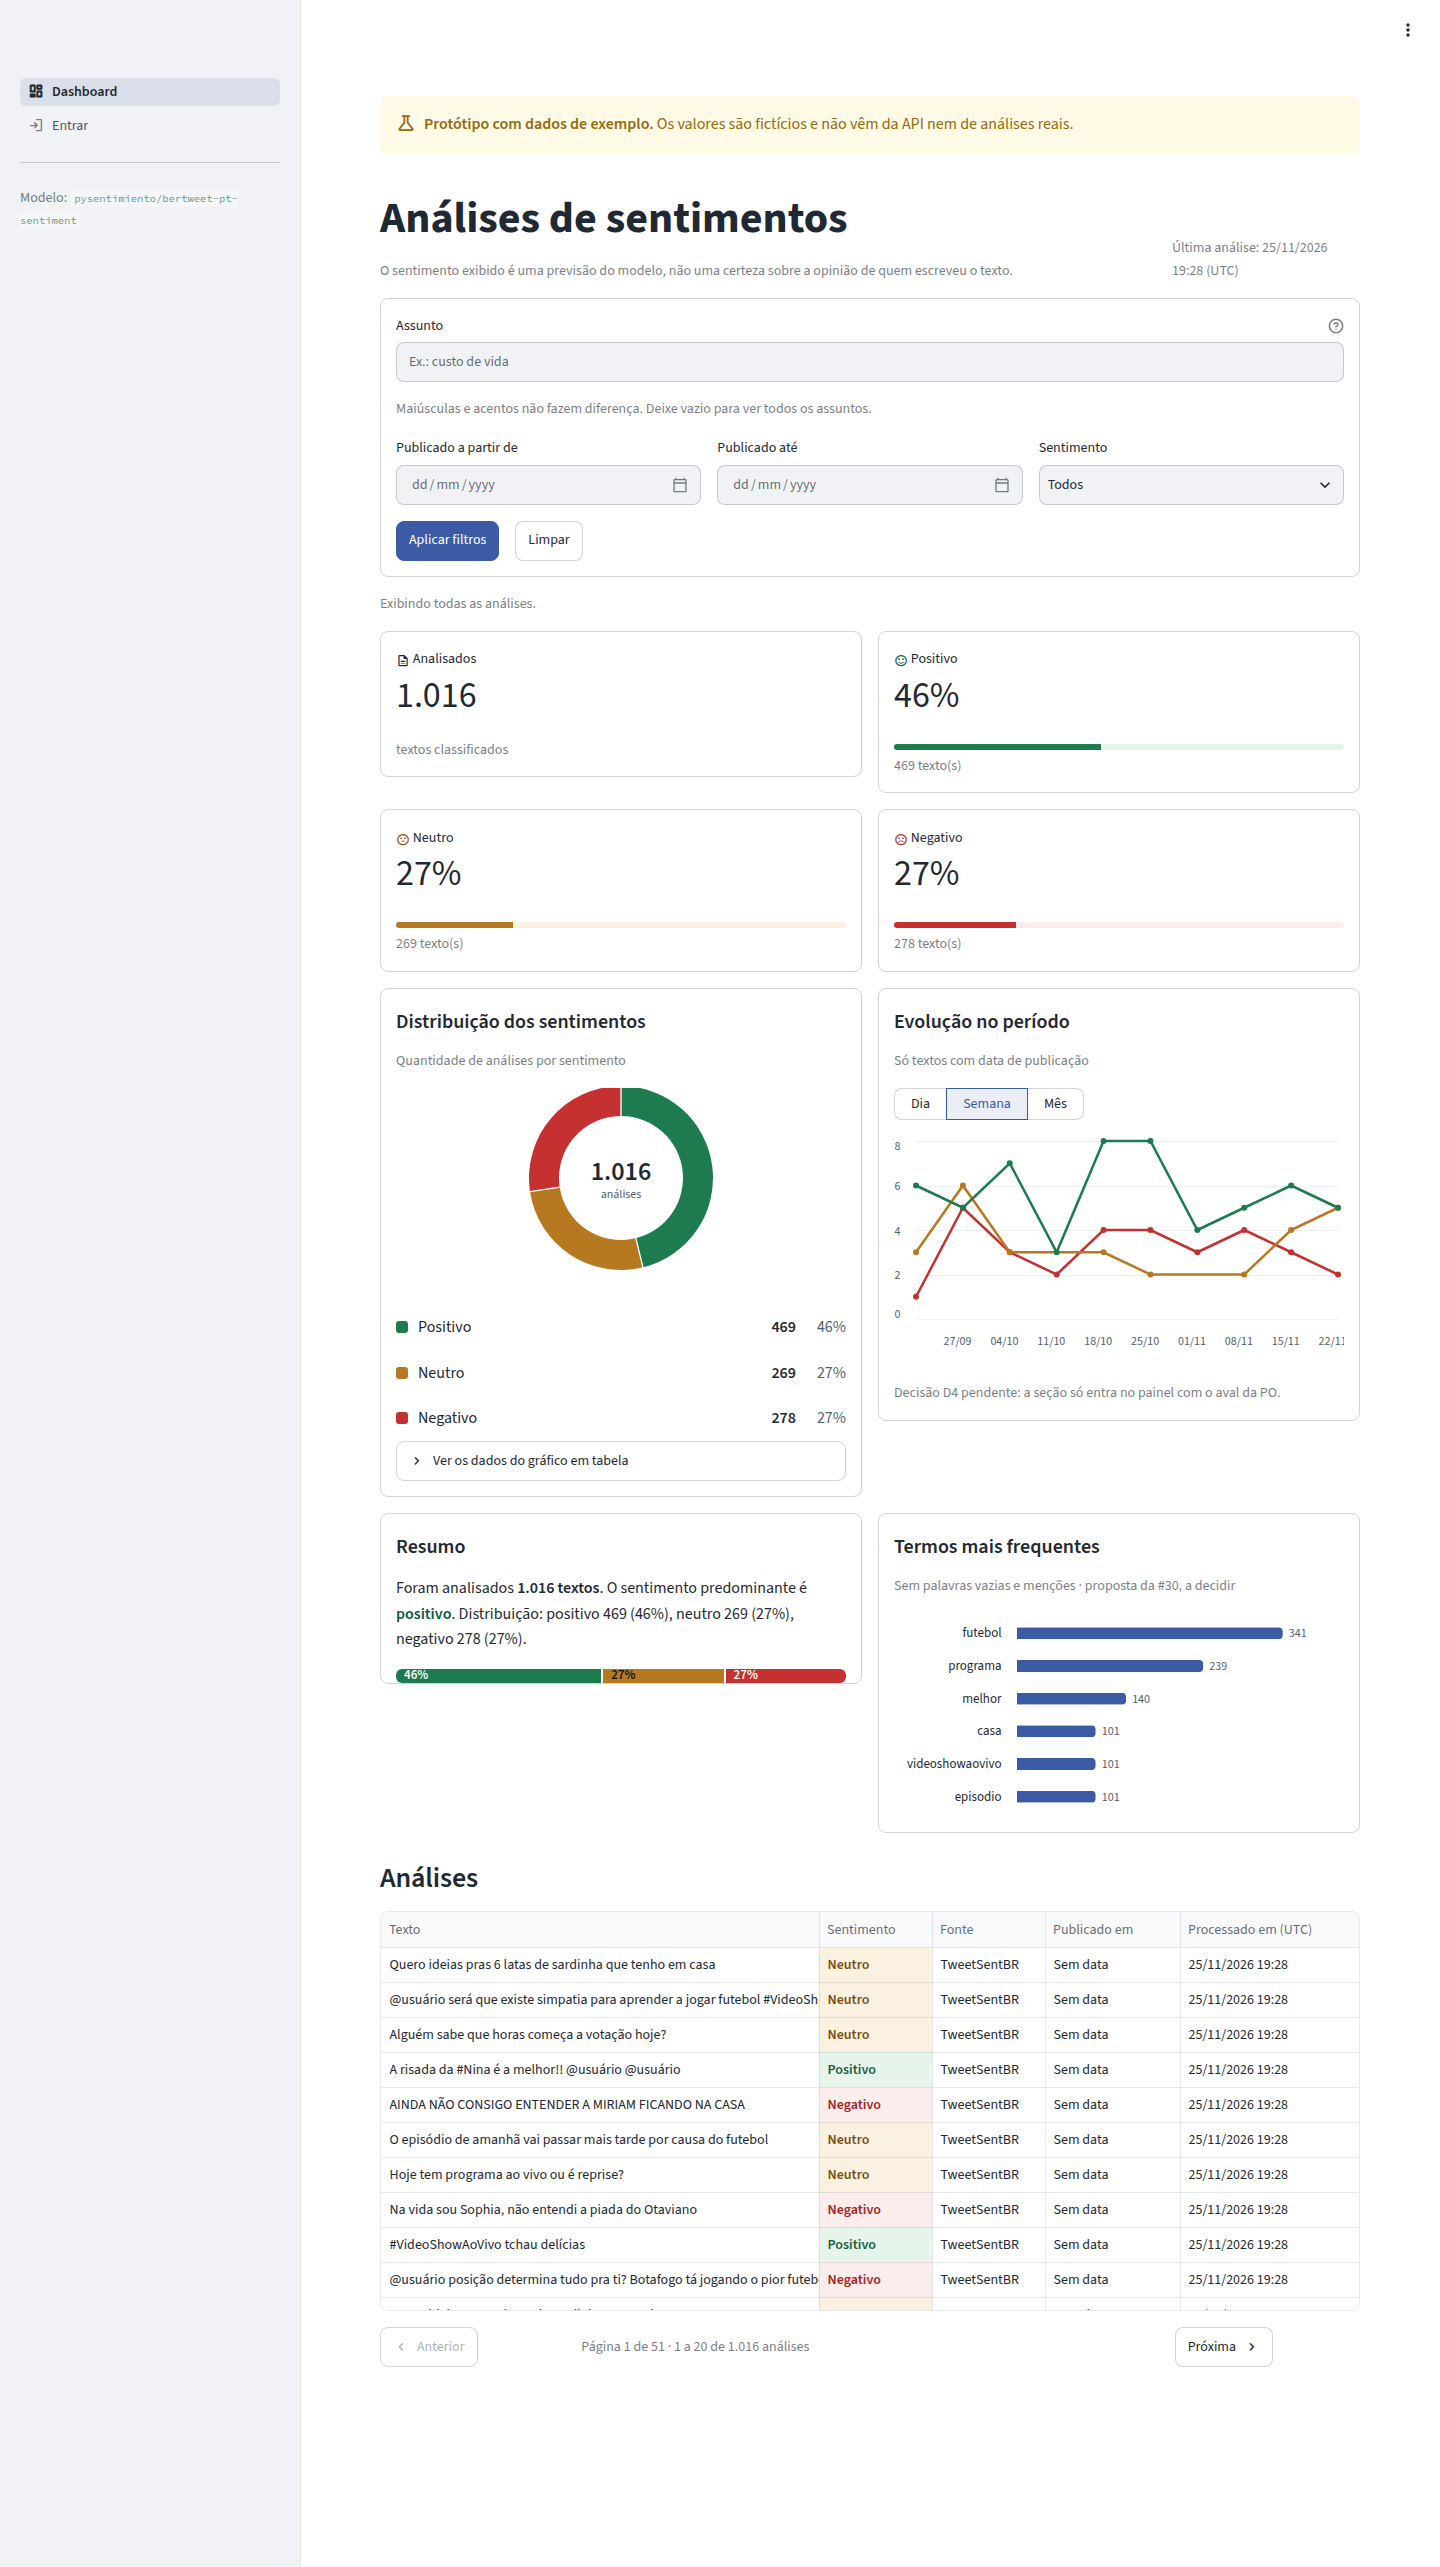 Dashboard
Entrar
Modelo: pysentimiento/bertweet-pt-
sentiment
Protótipo com dados de exemplo. Os valores são fictícios e não vêm da API nem de análises reais.
Análises de sentimentos
O sentimento exibido é uma previsão do modelo, não uma certeza sobre a opinião de quem escreveu o texto.
Última análise: 25/11/2026
19:28 (UTC)
Assunto
Ex.: custo de vida
Maiúsculas e acentos não fazem diferença. Deixe vazio para ver todos os assuntos.
Publicado a partir de
Publicado até
Sentimento
dd/mm/yyyy
dd/mm/yyyy
Todos
Aplicar filtros
Limpar
Exibindo todas as análises.
Analisados
1.016
textos classificados
Positivo
46%
469 texto(s)
Neutro
27%
269 texto(s)
Negativo
27%
278 texto(s)
Distribuição dos sentimentos
Quantidade de análises por sentimento
1.016
análises
Positivo 469 46%
Neutro 269 27%
Negativo 278 27%
Ver os dados do gráfico em tabela
Evolução no período
Só textos com data de publicação
Dia Semana Mês
8
6
4
2
0
27/09 04/10 11/10 18/10 25/10 01/11 08/11 15/11 22/11
Decisão D4 pendente: a seção só entra no painel com o aval da PO.
Resumo
Foram analisados 1.016 textos. O sentimento predominante é
positivo. Distribuição: positivo 469 (46%), neutro 269 (27%),
negativo 278 (27%).
46% 27% 27%
Termos mais frequentes
Sem palavras vazias e menções · proposta da #30, a decidir
futebol 341
programa 239
melhor 140
casa 101
videoshowaovivo 101
episodio 101
Análises
Texto Sentimento Fonte Publicado em Processado em (UTC)
Quero ideias pras 6 latas de sardinha que tenho em casa Neutro TweetSentBR Sem data 25/11/2026 19:28
@usuário será que existe simpatia para aprender a jogar futebol #VideoSh Neutro TweetSentBR Sem data 25/11/2026 19:28
Alguém sabe que horas começa a votação hoje? Neutro TweetSentBR Sem data 25/11/2026 19:28
A risada da #Nina é a melhor!! @usuário @usuário Positivo TweetSentBR Sem data 25/11/2026 19:28
AINDA NÃO CONSIGO ENTENDER A MIRIAM FICANDO NA CASA Negativo TweetSentBR Sem data 25/11/2026 19:28
O episódio de amanhã vai passar mais tarde por causa do futebol Neutro TweetSentBR Sem data 25/11/2026 19:28
Hoje tem programa ao vivo ou é reprise? Neutro TweetSentBR Sem data 25/11/2026 19:28
Na vida sou Sophia, não entendi a piada do Otaviano Negativo TweetSentBR Sem data 25/11/2026 19:28
#VideoShowAoVivo tchau delícias Positivo TweetSentBR Sem data 25/11/2026 19:28
@usuário posição determina tudo pra ti? Botafogo tá jogando o pior futeb Negativo TweetSentBR Sem data 25/11/2026 19:28
Anterior
Página 1 de 51 · 1 a 20 de 1.016 análises
Próxima